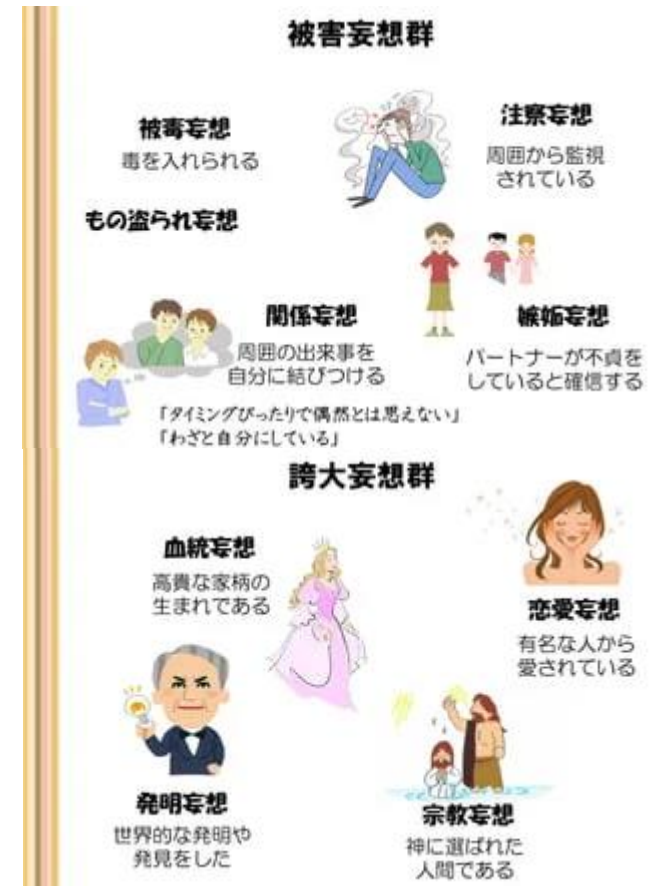 被害妄想群
被毒妄想
毒を入れられる
注察妄想
周囲から監視
されている
もの盗られ妄想
関係妄想
周囲の出来事を
自分に結びつける
「タイミングぴったりで偶然とは思えない」
「わざと自分にしている」
嫉妬妄想
パートナーが不貞を
していると確信する
誇大妄想群
血統妄想
高貴な家柄の
生まれである
恋愛妄想
有名な人から
愛されている
発明妄想
世界的な発明や
発見をした
宗教妄想
神に選ばれた
人間である